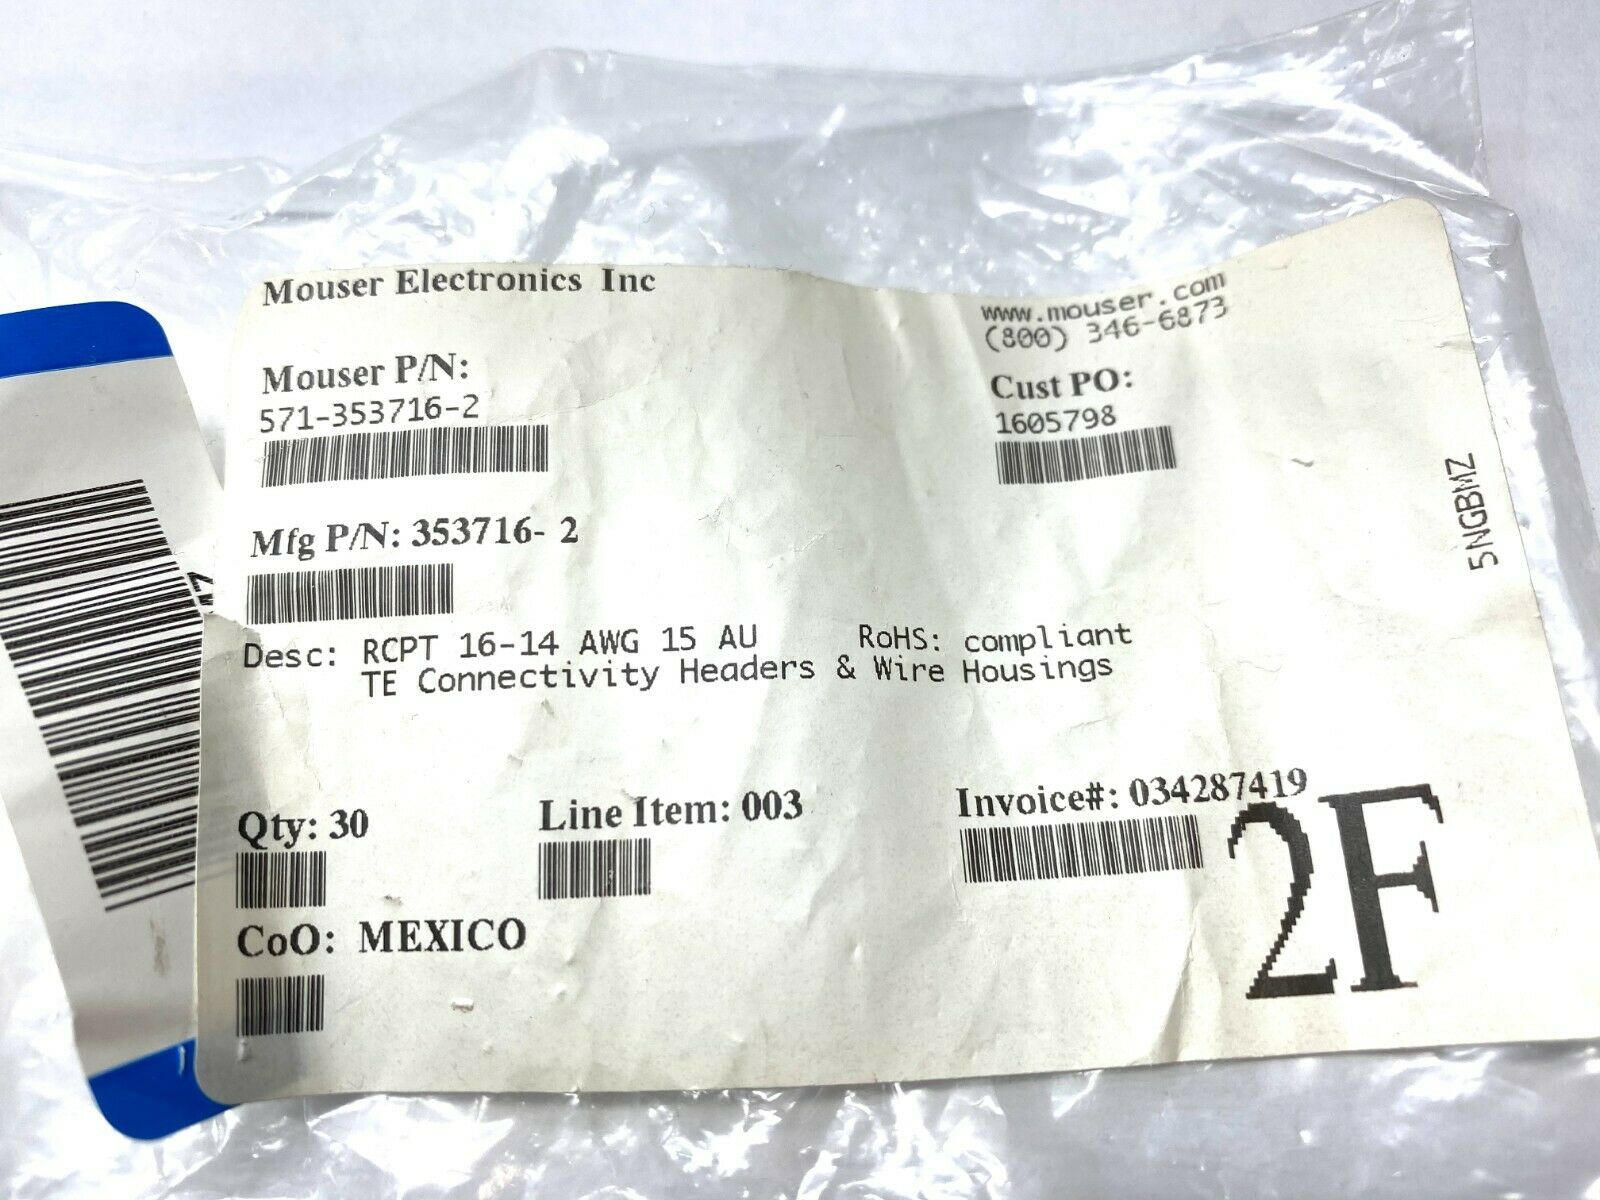 Mouser Electronics Inc
www.mouser.com
(800) 346-6873
Mouser P/N:
571-353716-2
Cust PO:
1605798
Mfg P/N: 353716- 2
5NGBMZ
Desc: RCPT 16-14 AWG 15 AU RoHS: compliant
TE Connectivity Headers & Wire Housings
Qty: 30
Line Item: 003
Invoice#: 034287419
2F
CoO: MEXICO